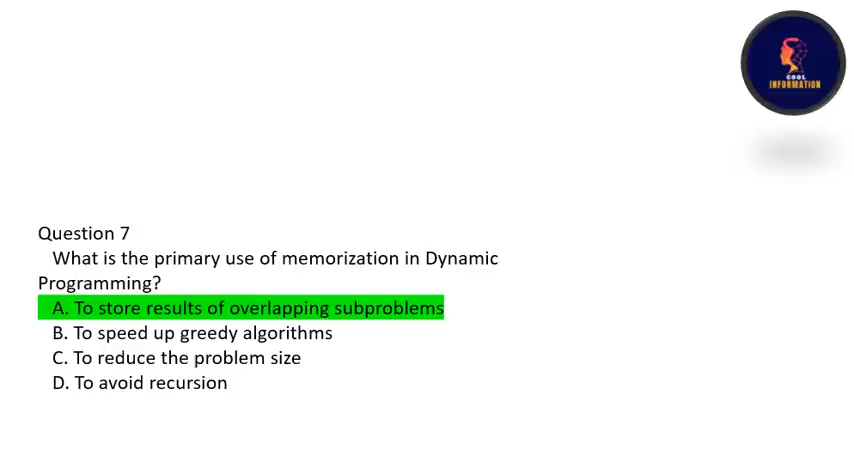 COOL
INFORMATION
Question 7
What is the primary use of memorization in Dynamic
Programming?
A. To store results of overlapping subproblems
B. To speed up greedy algorithms
C. To reduce the problem size
D. To avoid recursion